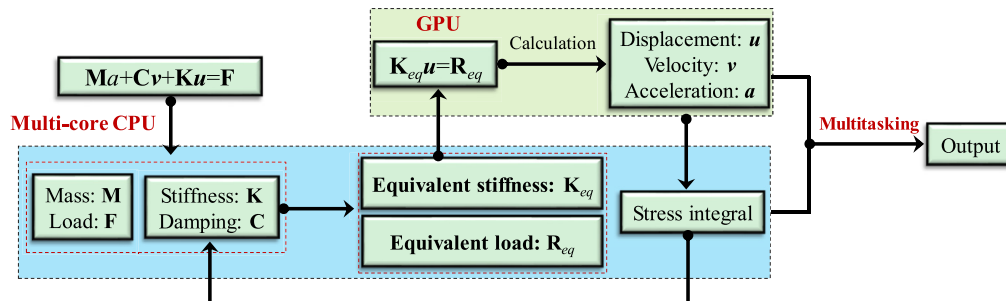 GPU
Ma+Cv+Ku=F
K_eq u=R_eq
Calculation
Displacement: u
Velocity: v
Acceleration: a
Multi-core CPU
Multitasking
Output
Mass: M
Load: F
Stiffness: K
Damping: C
Equivalent stiffness: K_eq
Equivalent load: R_eq
Stress integral